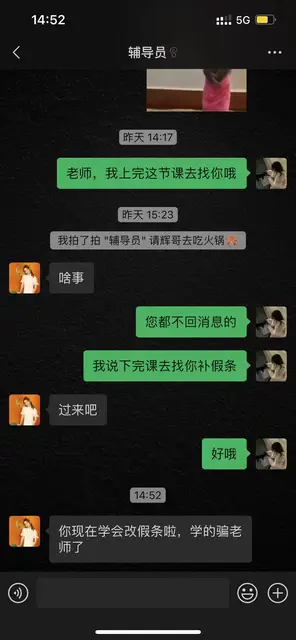 14:52
5G
辅导员
昨天 14:17
老师，我上完这节课去找你哦
昨天 15:23
我拍了拍 "辅导员" 请辉哥去吃火锅
啥事
您都不回消息的
我说下完课去找你补假条
过来吧
好哦
14:52
你现在学会改假条啦，学的骗老
师了